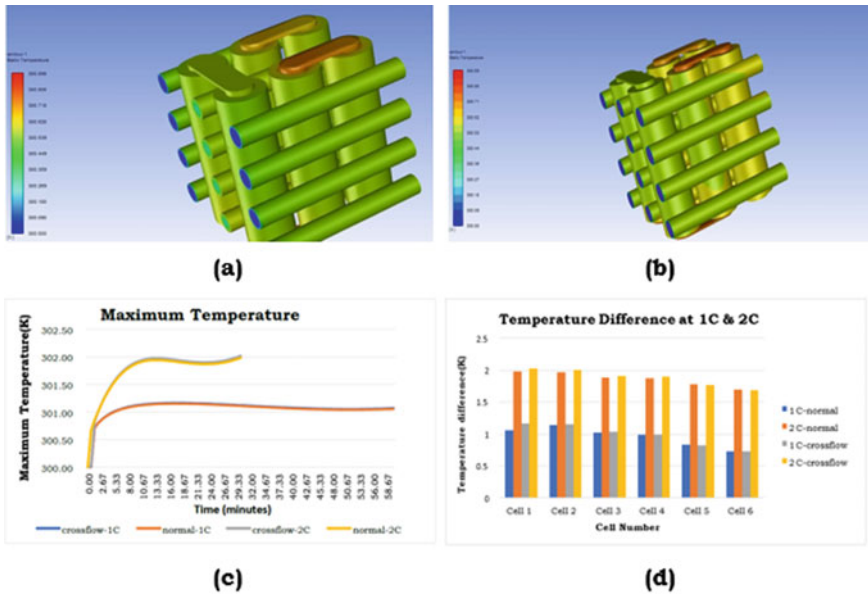 (a)
(b)
Maximum Temperature
Maximum Temperature(K)
302.50
302.00
301.50
301.00
300.50
300.00
0.00 2.67 5.33 8.00 10.67 13.33 16.00 18.67 21.33 24.00 26.67 29.33 32.00 34.67 37.33 40.00 42.67 45.33 48.00 50.67 53.33 56.00 58.67
Time (minutes)
crossflow-1C normal-1C crossflow-2C normal-2C
(c)
Temperature Difference at 1C & 2C
Temperature difference(K)
2.5
2
1.5
1
0.5
0
Cell 1 Cell 2 Cell 3 Cell 4 Cell 5 Cell 6
Cell Number
1C-normal
2C-normal
1C-crossflow
2C-crossflow
(d)